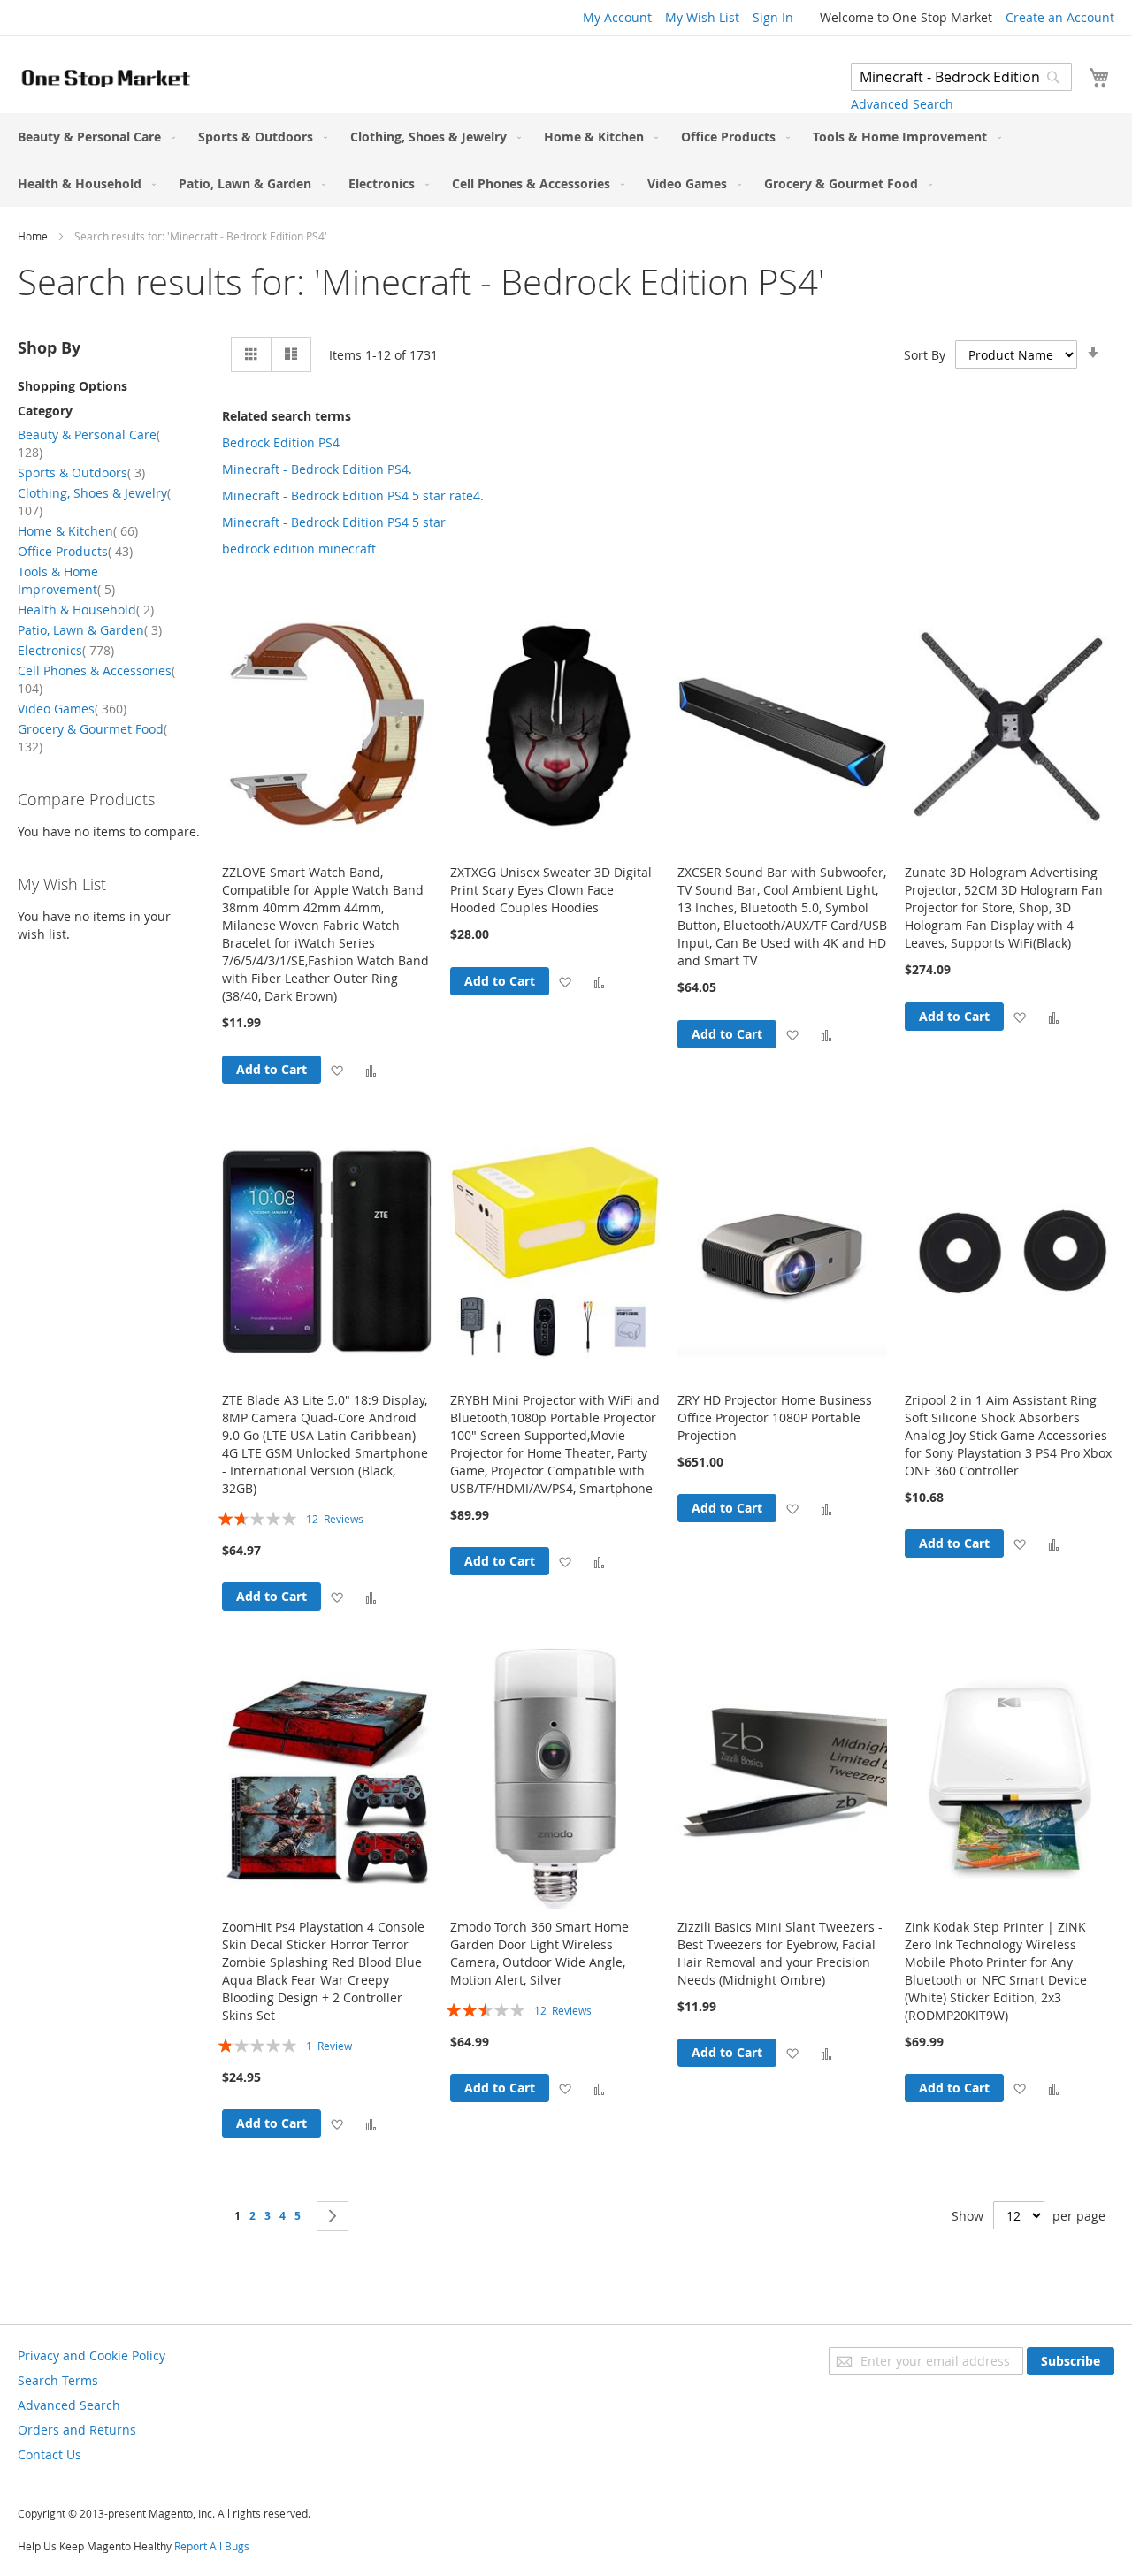 My Account My Wish List Sign In Welcome to One Stop Market Create an Account
One Stop Market
Minecraft - Bedrock Edition
Advanced Search
Beauty & Personal Care Sports & Outdoors Clothing, Shoes & Jewelry Home & Kitchen Office Products Tools & Home Improvement
Health & Household Patio, Lawn & Garden Electronics Cell Phones & Accessories Video Games Grocery & Gourmet Food
Home Search results for: 'Minecraft - Bedrock Edition PS4'
Search results for: 'Minecraft - Bedrock Edition PS4'
Shop By
Shopping Options
Category
Beauty & Personal Care(
128)
Sports & Outdoors( 3)
Clothing, Shoes & Jewelry(
107)
Home & Kitchen( 66)
Office Products( 43)
Tools & Home
Improvement( 5)
Health & Household( 2)
Patio, Lawn & Garden( 3)
Electronics( 778)
Cell Phones & Accessories(
104)
Video Games( 360)
Grocery & Gourmet Food(
132)
Compare Products
You have no items to compare.
My Wish List
You have no items in your
wish list.
Items 1-12 of 1731
Sort By Product Name
Related search terms
Bedrock Edition PS4
Minecraft - Bedrock Edition PS4.
Minecraft - Bedrock Edition PS4 5 star rate4.
Minecraft - Bedrock Edition PS4 5 star
bedrock edition minecraft
ZZLOVE Smart Watch Band,
Compatible for Apple Watch Band
38mm 40mm 42mm 44mm,
Milanese Woven Fabric Watch
Bracelet for iWatch Series
7/6/5/4/3/1/SE,Fashion Watch Band
with Fiber Leather Outer Ring
(38/40, Dark Brown)
$11.99
Add to Cart
ZXTXGG Unisex Sweater 3D Digital
Print Scary Eyes Clown Face
Hooded Couples Hoodies
$28.00
Add to Cart
ZXCSER Sound Bar with Subwoofer,
TV Sound Bar, Cool Ambient Light,
13 Inches, Bluetooth 5.0, Symbol
Button, Bluetooth/AUX/TF Card/USB
Input, Can Be Used with 4K and HD
and Smart TV
$64.05
Add to Cart
Zunate 3D Hologram Advertising
Projector, 52CM 3D Hologram Fan
Projector for Store, Shop, 3D
Hologram Fan Display with 4
Leaves, Supports WiFi(Black)
$274.09
Add to Cart
10:08
ZTE
ZTE Blade A3 Lite 5.0" 18:9 Display,
8MP Camera Quad-Core Android
9.0 Go (LTE USA Latin Caribbean)
4G LTE GSM Unlocked Smartphone
- International Version (Black,
32GB)
12 Reviews
$64.97
Add to Cart
ZRYBH Mini Projector with WiFi and
Bluetooth,1080p Portable Projector
100" Screen Supported,Movie
Projector for Home Theater, Party
Game, Projector Compatible with
USB/TF/HDMI/AV/PS4, Smartphone
$89.99
Add to Cart
ZRY HD Projector Home Business
Office Projector 1080P Portable
Projection
$651.00
Add to Cart
Zripool 2 in 1 Aim Assistant Ring
Soft Silicone Shock Absorbers
Analog Joy Stick Game Accessories
for Sony Playstation 3 PS4 Pro Xbox
ONE 360 Controller
$10.68
Add to Cart
ZoomHit Ps4 Playstation 4 Console
Skin Decal Sticker Horror Terror
Zombie Splashing Red Blood Blue
Aqua Black Fear War Creepy
Blooding Design + 2 Controller
Skins Set
1 Review
$24.95
Add to Cart
zmodo
Zmodo Torch 360 Smart Home
Garden Door Light Wireless
Camera, Outdoor Wide Angle,
Motion Alert, Silver
12 Reviews
$64.99
Add to Cart
zb
Zizzili Basics
Midnigh
Limited E
Tweezers
zb
Zizzili Basics Mini Slant Tweezers -
Best Tweezers for Eyebrow, Facial
Hair Removal and your Precision
Needs (Midnight Ombre)
$11.99
Add to Cart
Zink Kodak Step Printer | ZINK
Zero Ink Technology Wireless
Mobile Photo Printer for Any
Bluetooth or NFC Smart Device
(White) Sticker Edition, 2x3
(RODMP20KIT9W)
$69.99
Add to Cart
1 2 3 4 5
Show 12 per page
Privacy and Cookie Policy
Search Terms
Advanced Search
Orders and Returns
Contact Us
Enter your email address Subscribe
Copyright © 2013-present Magento, Inc. All rights reserved.
Help Us Keep Magento Healthy Report All Bugs